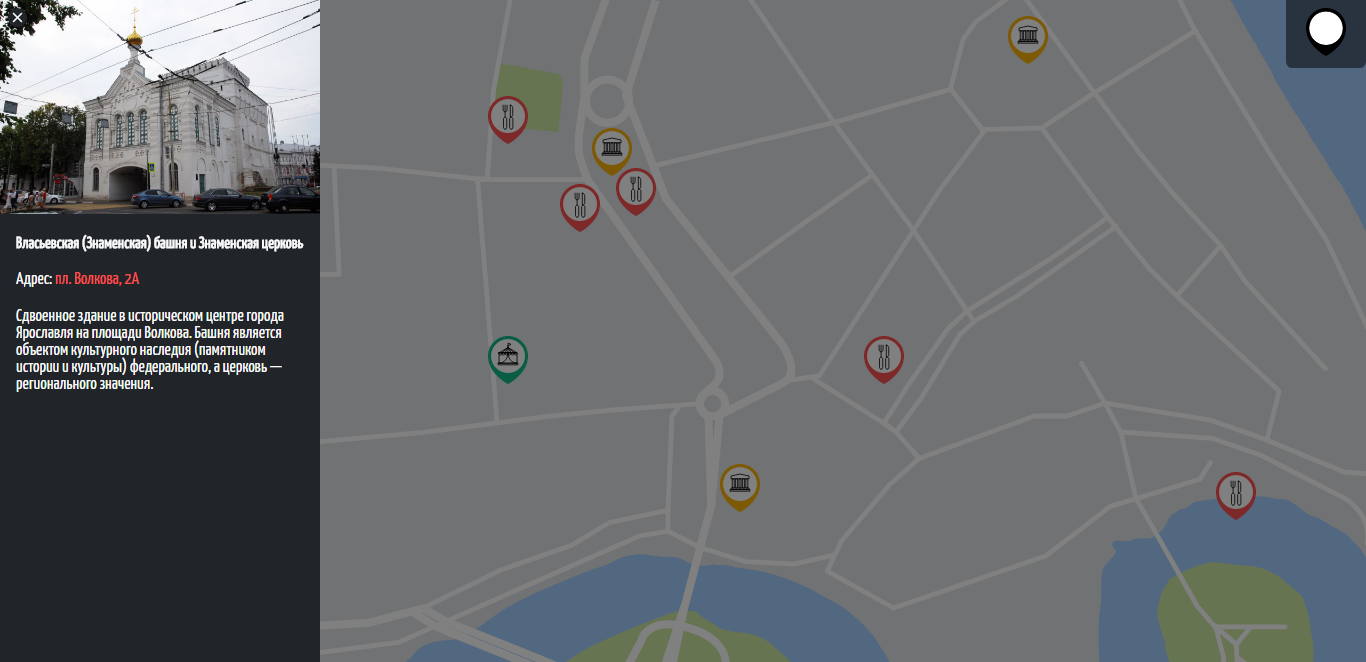 Власьевская (Знаменская) башня и Знаменская церковь
Адрес: пл. Волкова, 2А
Сдвоенное здание в историческом центре города
Ярославля на площади Волкова. Башня является
объектом культурного наследия (памятником
истории и культуры) федерального, а церковь —
регионального значения.